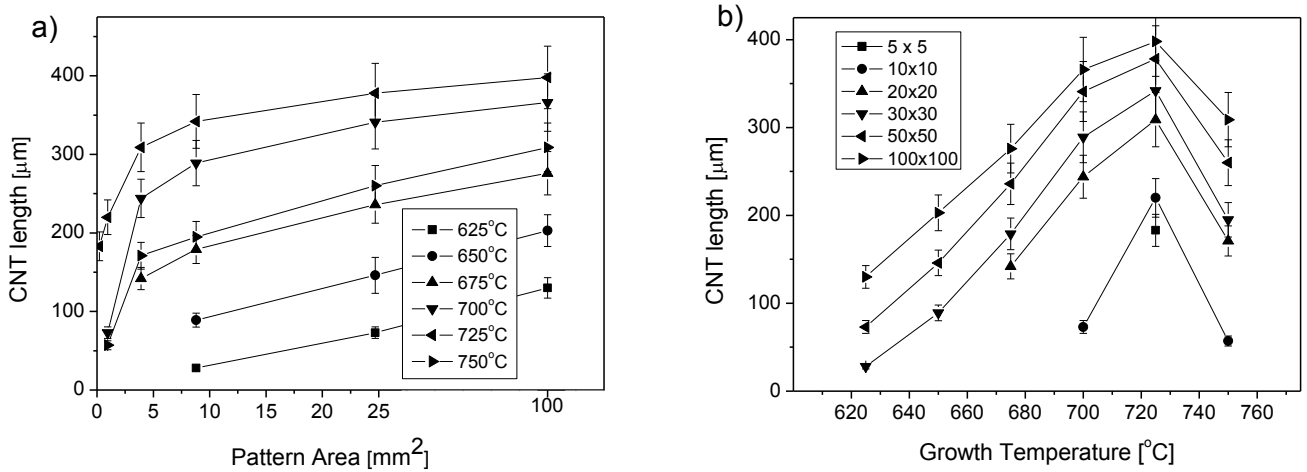 a)
CNT length [μm]
400
300
200
100
0
0 5 10 15 20 25 100
Pattern Area [mm²]
625°C
650°C
675°C
700°C
725°C
750°C
b)
CNT length [μm]
400
300
200
100
0
620 640 660 680 700 720 740 760
Growth Temperature [°C]
5 x 5
10x10
20x20
30x30
50x50
100x100